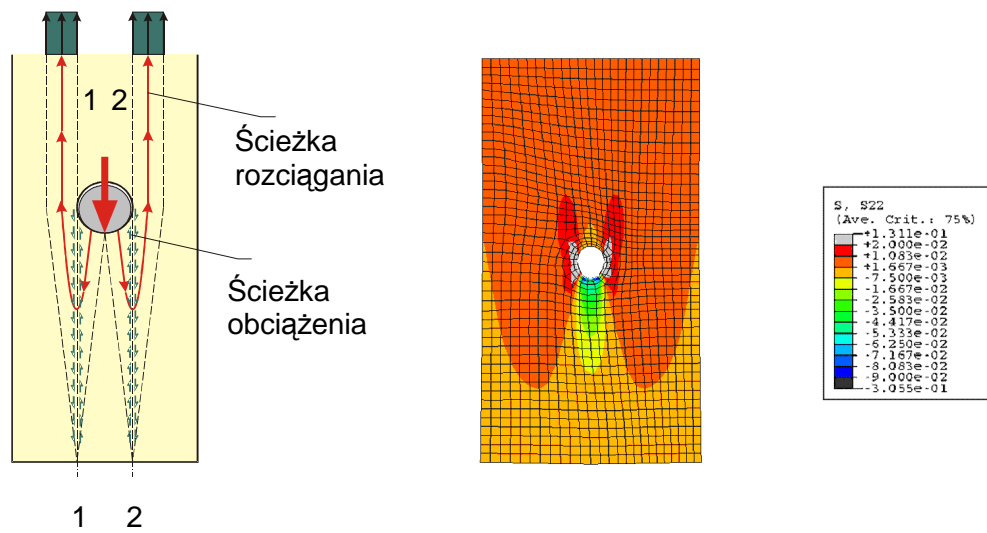 1 2
Ścieżka
rozciągania
Ścieżka
obciążenia
1 2
S, S22
(Ave. Crit.: 75%)
+1.311e-01
+2.000e-02
+1.083e-02
+1.667e-03
-7.500e-03
-1.667e-02
-2.583e-02
-3.500e-02
-4.417e-02
-5.333e-02
-6.250e-02
-7.167e-02
-8.083e-02
-9.000e-02
-3.055e-01